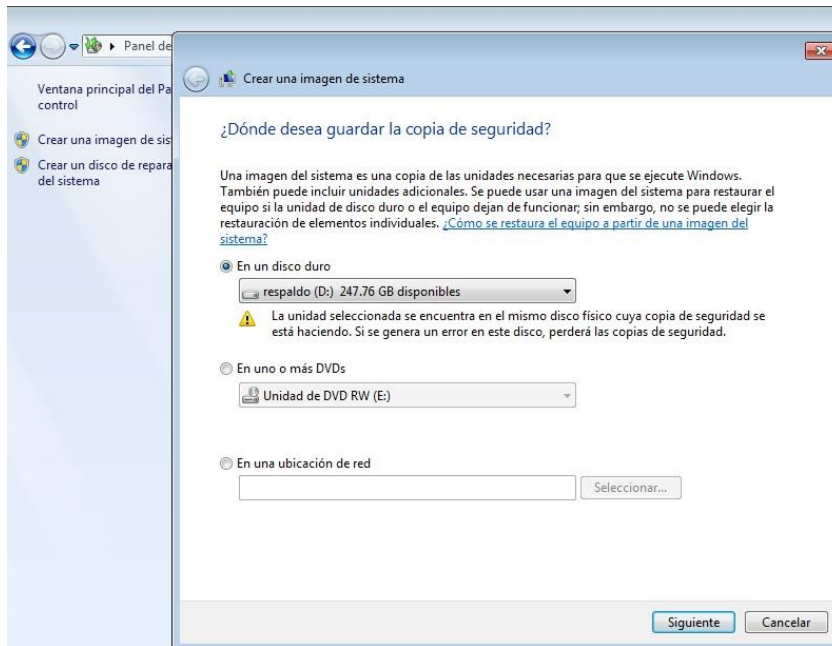 Panel de
Ventana principal del Pa
control
Crear una imagen de sis
Crear un disco de repara
del sistema
Crear una imagen de sistema
¿Dónde desea guardar la copia de seguridad?
Una imagen del sistema es una copia de las unidades necesarias para que se ejecute Windows.
También puede incluir unidades adicionales. Se puede usar una imagen del sistema para restaurar el
equipo si la unidad de disco duro o el equipo dejan de funcionar; sin embargo, no se puede elegir la
restauración de elementos individuales. ¿Cómo se restaura el equipo a partir de una imagen del
sistema?
En un disco duro
respaldo (D:) 247.76 GB disponibles
La unidad seleccionada se encuentra en el mismo disco físico cuya copia de seguridad se
está haciendo. Si se genera un error en este disco, perderá las copias de seguridad.
En uno o más DVDs
Unidad de DVD RW (E:)
En una ubicación de red
Seleccionar...
Siguiente
Cancelar